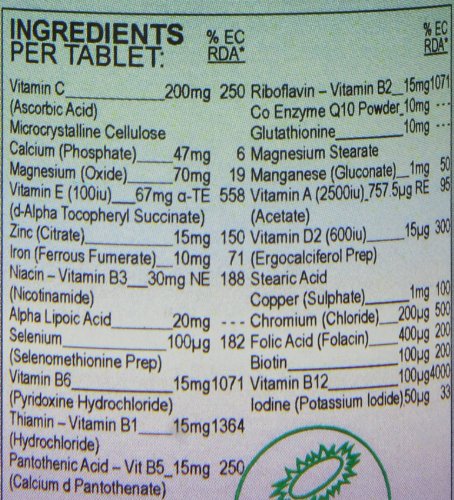 INGREDIENTS
PER TABLET:
% EC
RDA*
Vitamin C 200mg 250
(Ascorbic Acid)
Microcrystalline Cellulose
Calcium (Phosphate) 47mg 6
Magnesium (Oxide) 70mg 19
Vitamin E (100iu) 67mg α-TE 558
(d-Alpha Tocopheryl Succinate)
Zinc (Citrate) 15mg 150
Iron (Ferrous Fumerate) 10mg 71
Niacin – Vitamin B3 30mg NE 188
(Nicotinamide)
Alpha Lipoic Acid 20mg ---
Selenium 100µg 182
(Selenomethionine Prep)
Vitamin B6 15mg 1071
(Pyridoxine Hydrochloride)
Thiamin – Vitamin B1 15mg 1364
(Hydrochloride)
Pantothenic Acid – Vit B5 15mg 250
(Calcium d Pantothenate)
% EC
RDA*
Riboflavin – Vitamin B2 15mg 1071
Co Enzyme Q10 Powder 10mg ---
Glutathionine 10mg ---
Magnesium Stearate
Manganese (Gluconate) 1mg 50
Vitamin A (2500iu) 757.5µg RE 95
(Acetate)
Vitamin D2 (600iu) 15µg 300
(Ergocalciferol Prep)
Stearic Acid
Copper (Sulphate) 1mg 100
Chromium (Chloride) 200µg 500
Folic Acid (Folacin) 400µg 200
Biotin 100µg 200
Vitamin B12 100µg 4000
Iodine (Potassium Iodide) 50µg 33